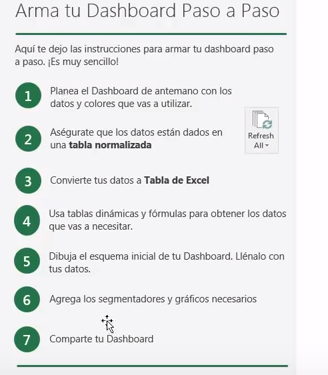 Arma tu Dashboard Paso a Paso
Aquí te dejo las instrucciones para armar tu dashboard paso
a paso. ¡Es muy sencillo!
1 Planea el Dashboard de antemano con los
datos y colores que vas a utilizar.
2 Aségurate que los datos están dados en
una tabla normalizada
Refresh
All
3 Convierte tus datos a Tabla de Excel
4 Usa tablas dinámicas y fórmulas para obtener los datos
que vas a necesitar.
5 Dibuja el esquema inicial de tu Dashboard. Llénalo con
tus datos.
6 Agrega los segmentadores y gráficos necesarios
7 Comparte tu Dashboard